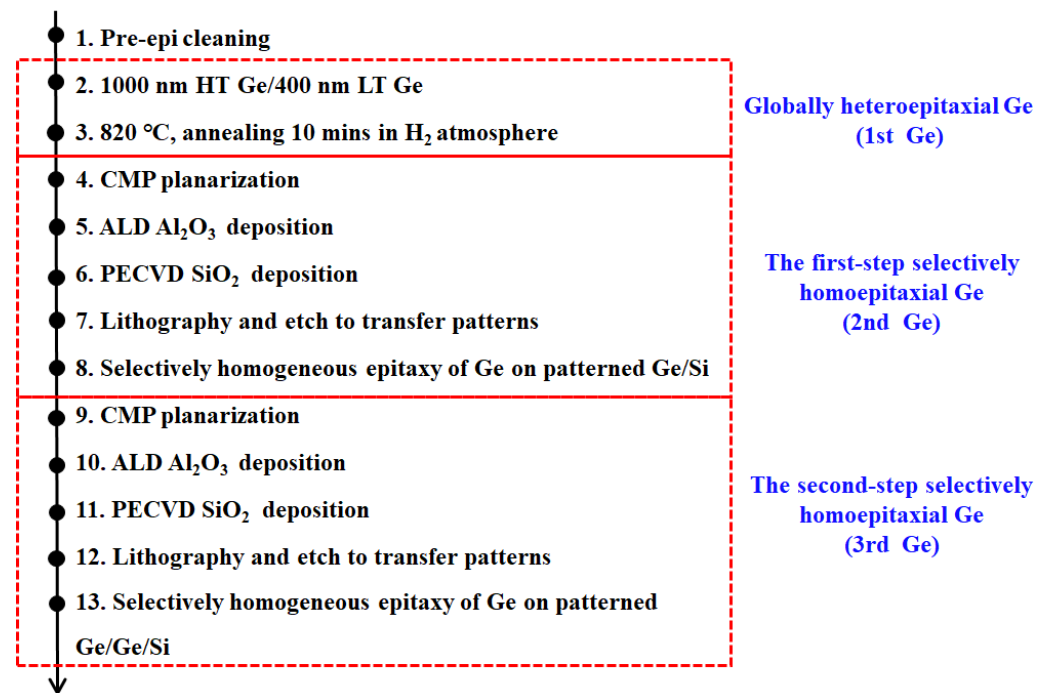 1. Pre-epi cleaning
2. 1000 nm HT Ge/400 nm LT Ge
3. 820 °C, annealing 10 mins in H₂ atmosphere
Globally heteroepitaxial Ge
(1st Ge)
4. CMP planarization
5. ALD Al₂O₃ deposition
6. PECVD SiO₂ deposition
7. Lithography and etch to transfer patterns
8. Selectively homogeneous epitaxy of Ge on patterned Ge/Si
The first-step selectively
homoepitaxial Ge
(2nd Ge)
9. CMP planarization
10. ALD Al₂O₃ deposition
11. PECVD SiO₂ deposition
12. Lithography and etch to transfer patterns
13. Selectively homogeneous epitaxy of Ge on patterned
Ge/Ge/Si
The second-step selectively
homoepitaxial Ge
(3rd Ge)